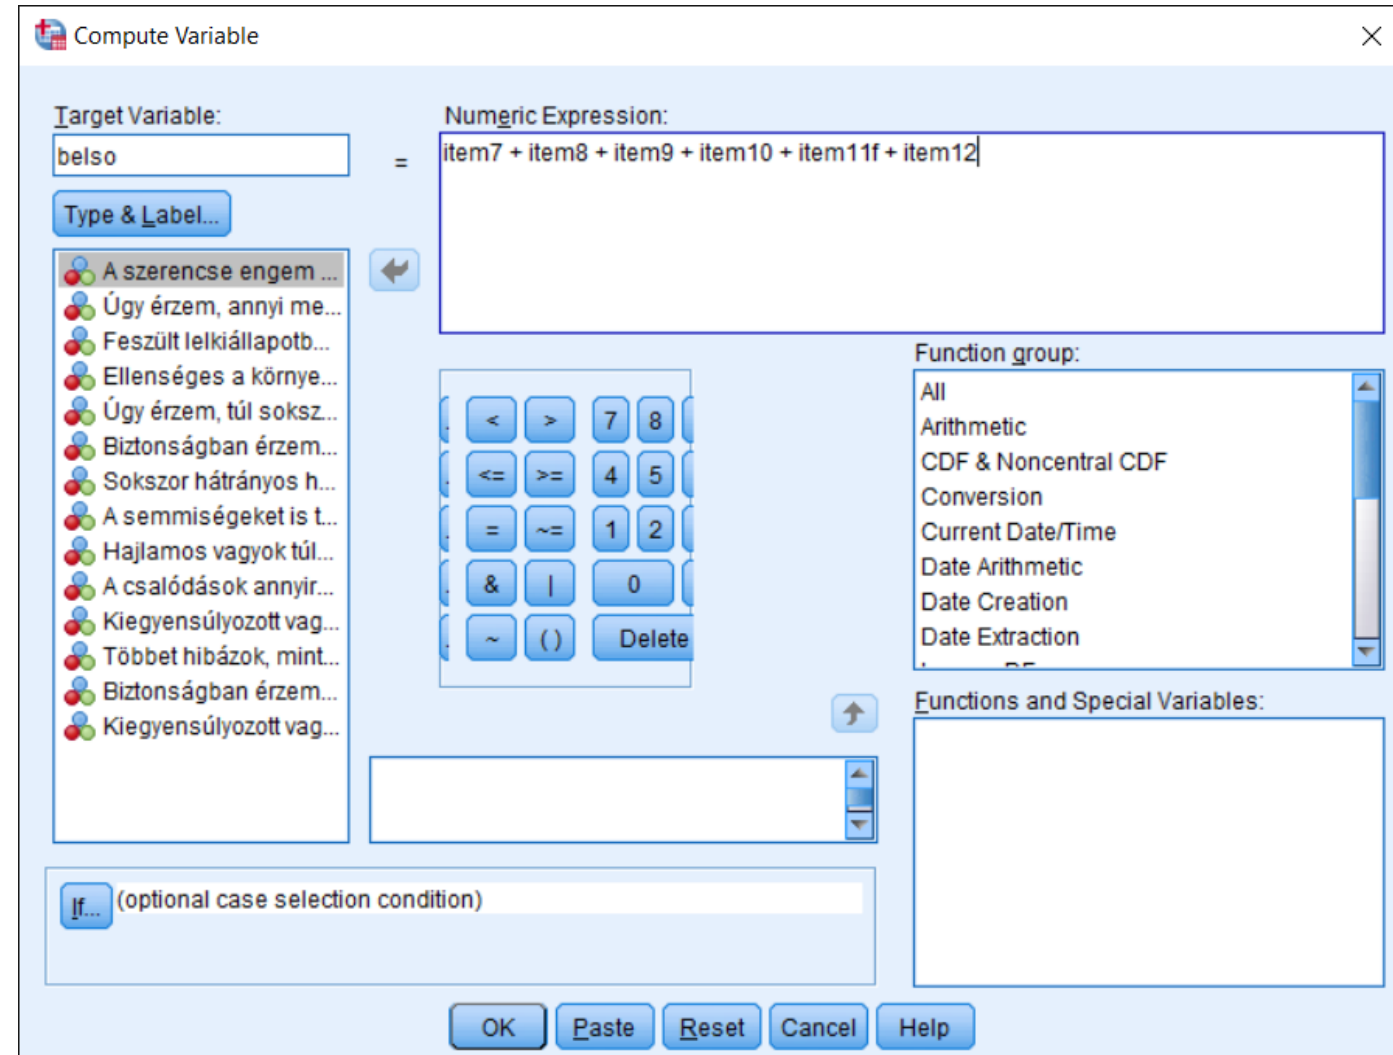 Compute Variable
Target Variable:
belso
=
Numeric Expression:
item7 + item8 + item9 + item10 + item11f + item12
Type & Label...
A szerencse engem ...
Úgy érzem, annyi me...
Feszült lelkiállapotb...
Ellenséges a környe...
Úgy érzem, túl soksz...
Biztonságban érzem...
Sokszor hátrányos h...
A semmiségeket is t...
Hajlamos vagyok túl...
A csalódások annyir...
Kiegyensúlyozott vag...
Többet hibázok, mint...
Biztonságban érzem...
Kiegyensúlyozott vag...
< > 7 8
<= >= 4 5
= ~= 1 2
& | 0
~ ( ) Delete
Function group:
All
Arithmetic
CDF & Noncentral CDF
Conversion
Current Date/Time
Date Arithmetic
Date Creation
Date Extraction
Functions and Special Variables:
If...
(optional case selection condition)
OK
Paste
Reset
Cancel
Help